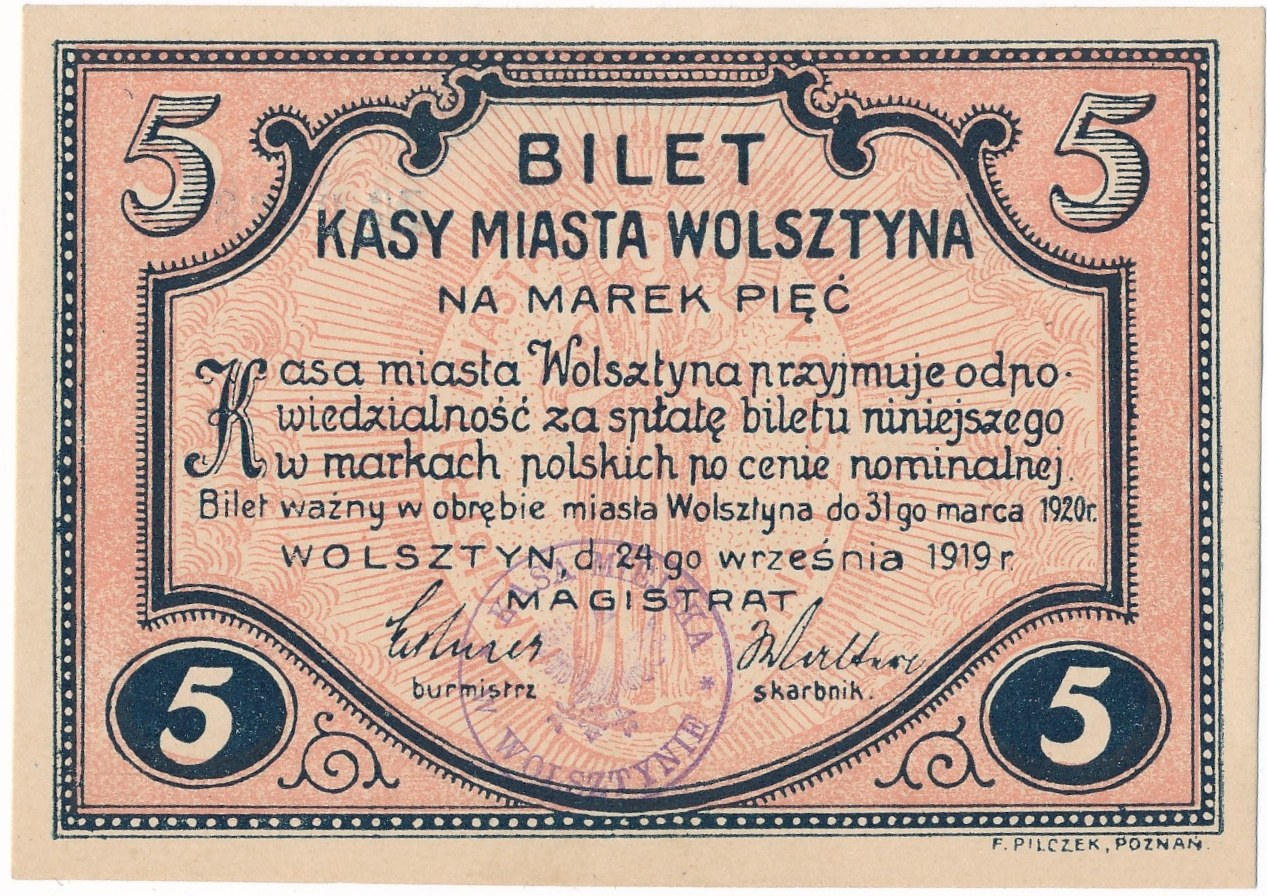 5 5
BILET
KASY MIASTA WOLSZTYNA
NA MAREK PIĘĆ
Kasa miasta Wolsztyna przyjmuje odpo-
wiedzialność za spłatę biletu niniejszego
w markach polskich po cenie nominalnej.
Bilet ważny w obrębie miasta Wolsztyna do 31 go marca 1920 r.
WOLSZTYN, d. 24 go września 1919 r.
MAGISTRAT
burmistrz skarbnik.
KASA MIEJSKA
* W WOLSZTYNIE *
5 5
F. PILCZEK, POZNAŃ.